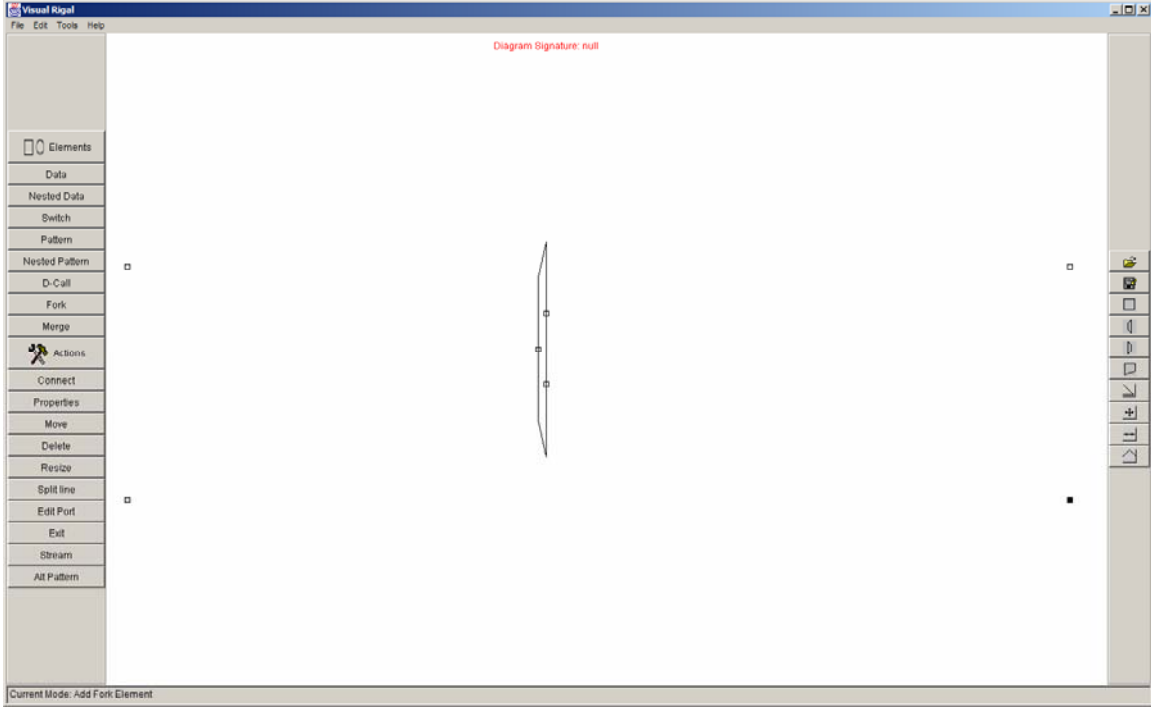 Visual Rigal
File Edit Tools Help
Diagram Signature: null
Elements
Data
Nested Data
Switch
Pattern
Nested Pattern
D-Call
Fork
Merge
Actions
Connect
Properties
Move
Delete
Resize
Split line
Edit Port
Exit
Stream
Alt Pattern
Current Mode: Add Fork Element